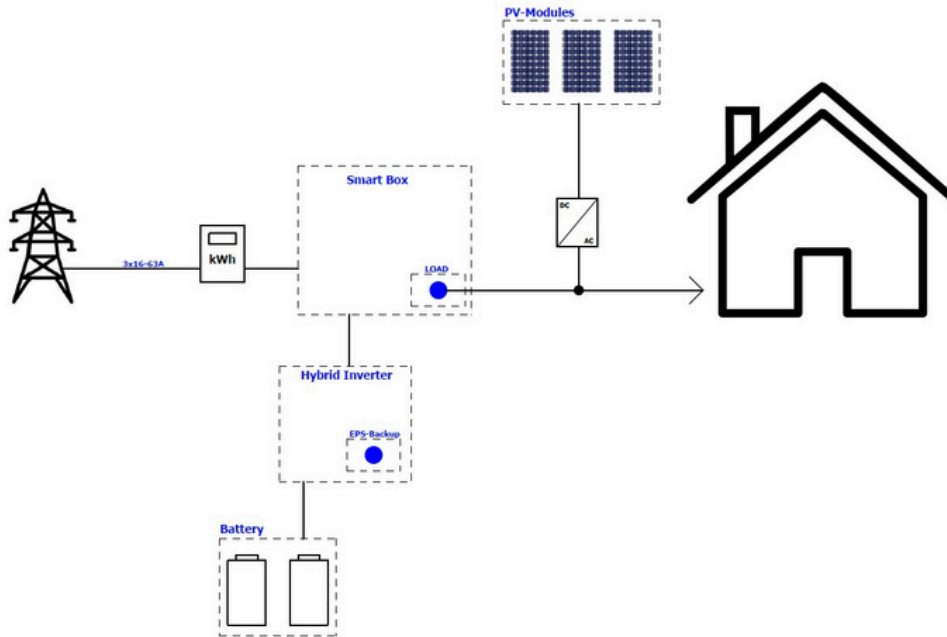 PV-Modules
DC
AC
Smart Box
3x16-63A
kWh
LOAD
Hybrid Inverter
EPS-Backup
Battery